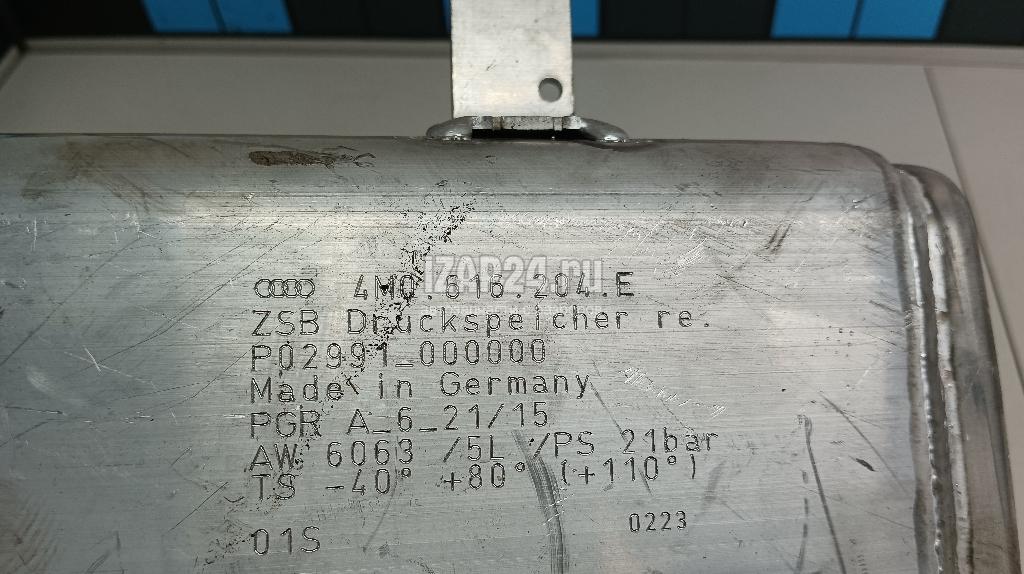 IZAP24.ru
4M0.616.204.E
ZSB Druckspeicher re.
P02991_000000
Made in Germany
PGR A_6_21/15
AW 6063 /5L /PS 21bar
TS -40° +80° (+110°)
01S
0223